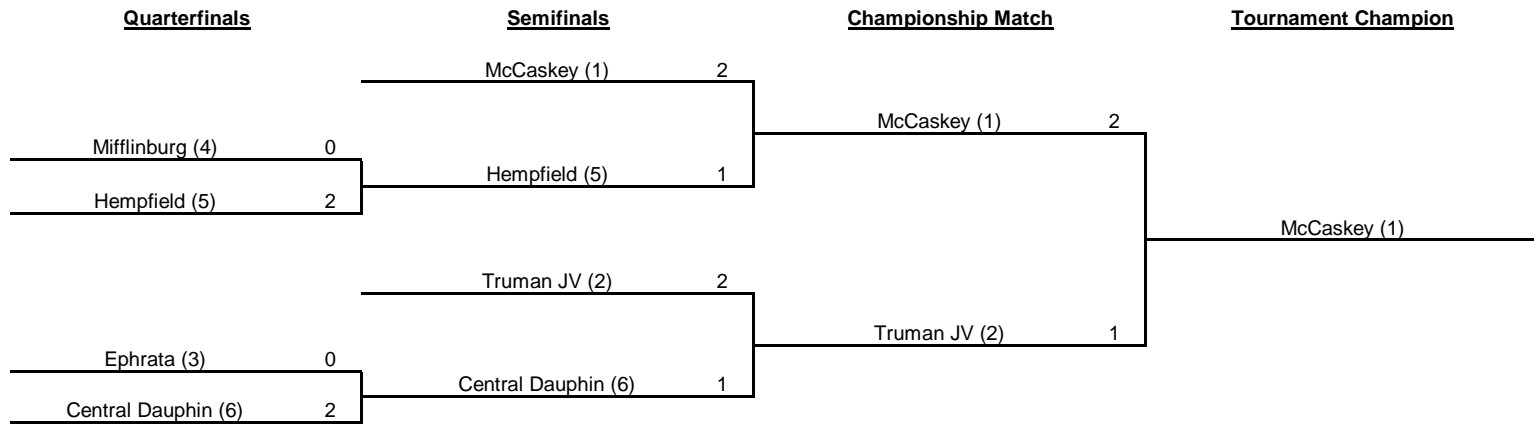 Quarterfinals Semifinals Championship Match Tournament Champion
McCaskey (1) 2
McCaskey (1) 2
Mifflinburg (4) 0
Hempfield (5) 1
Hempfield (5) 2
McCaskey (1)
Truman JV (2) 2
Truman JV (2) 1
Ephrata (3) 0
Central Dauphin (6) 1
Central Dauphin (6) 2